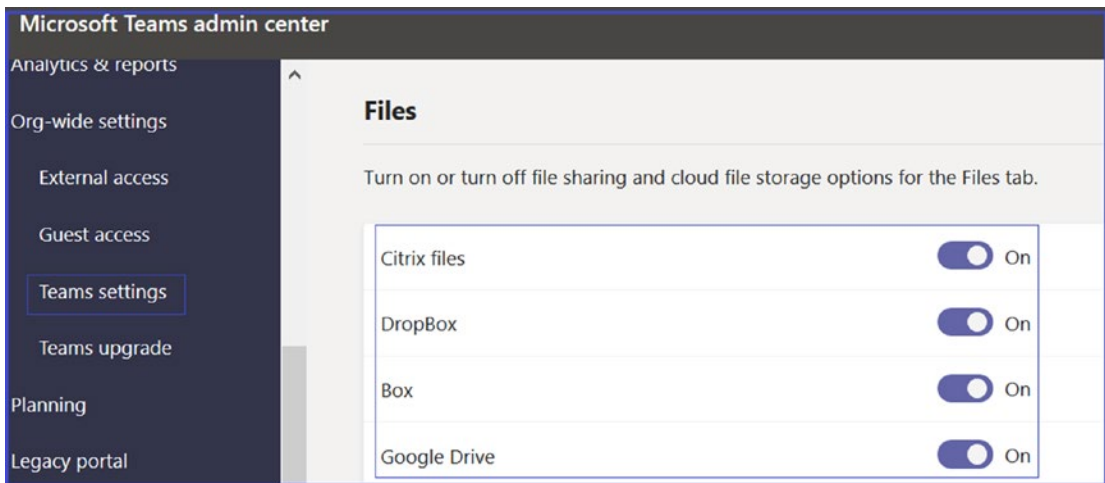 Microsoft Teams admin center
Analytics & reports
Org-wide settings
External access
Guest access
Teams settings
Teams upgrade
Planning
Legacy portal
Files
Turn on or turn off file sharing and cloud file storage options for the Files tab.
Citrix files On
DropBox On
Box On
Google Drive On